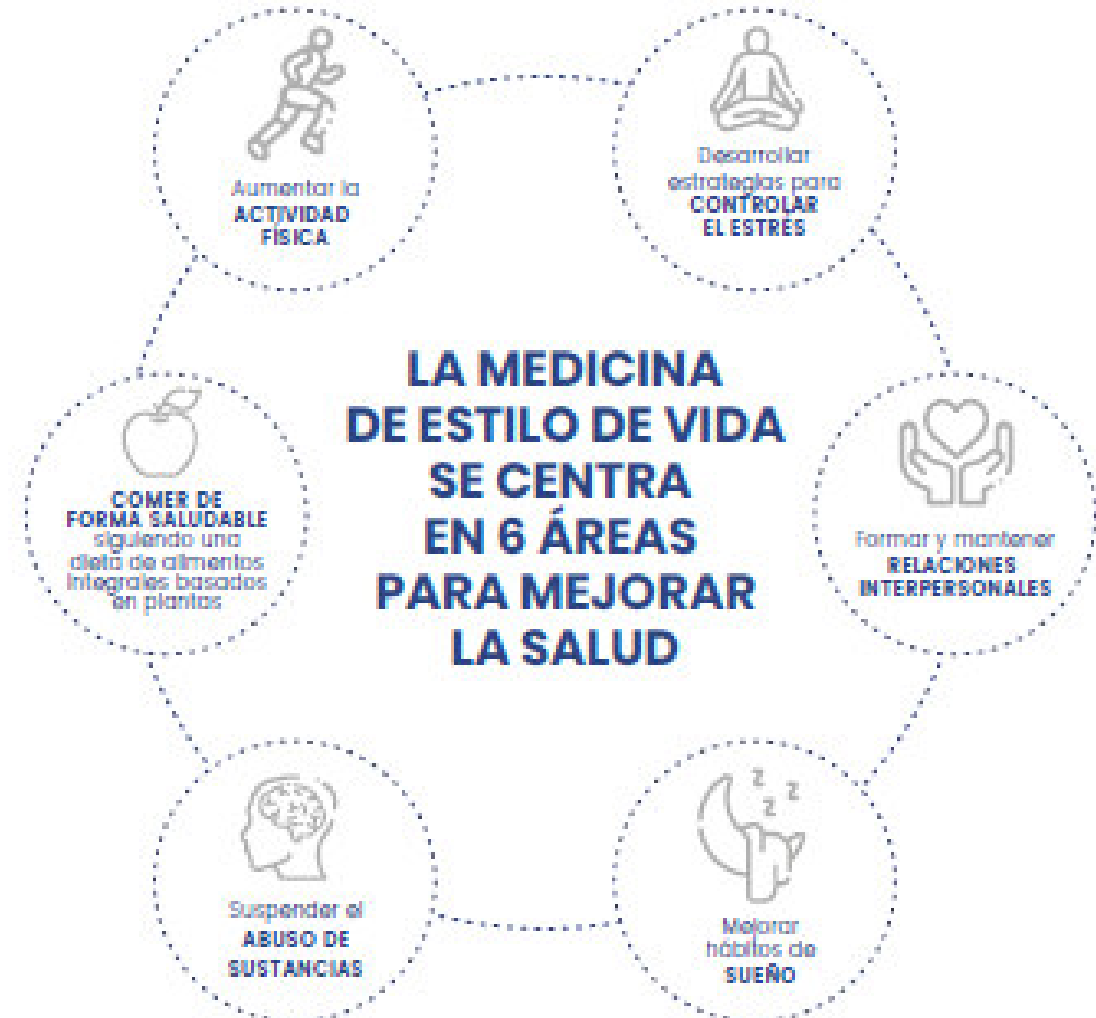 Aumentar la
ACTIVIDAD
FÍSICA
Desarrollar
estrategias para
CONTROLAR
EL ESTRÉS
LA MEDICINA
DE ESTILO DE VIDA
SE CENTRA
EN 6 ÁREAS
PARA MEJORAR
LA SALUD
COMER DE
FORMA SALUDABLE
siguiendo una
dieta de alimentos
integrales basados
en plantas
Formar y mantener
RELACIONES
INTERPERSONALES
Suspender el
ABUSO DE
SUSTANCIAS
z z z
Mejorar
hábitos de
SUEÑO